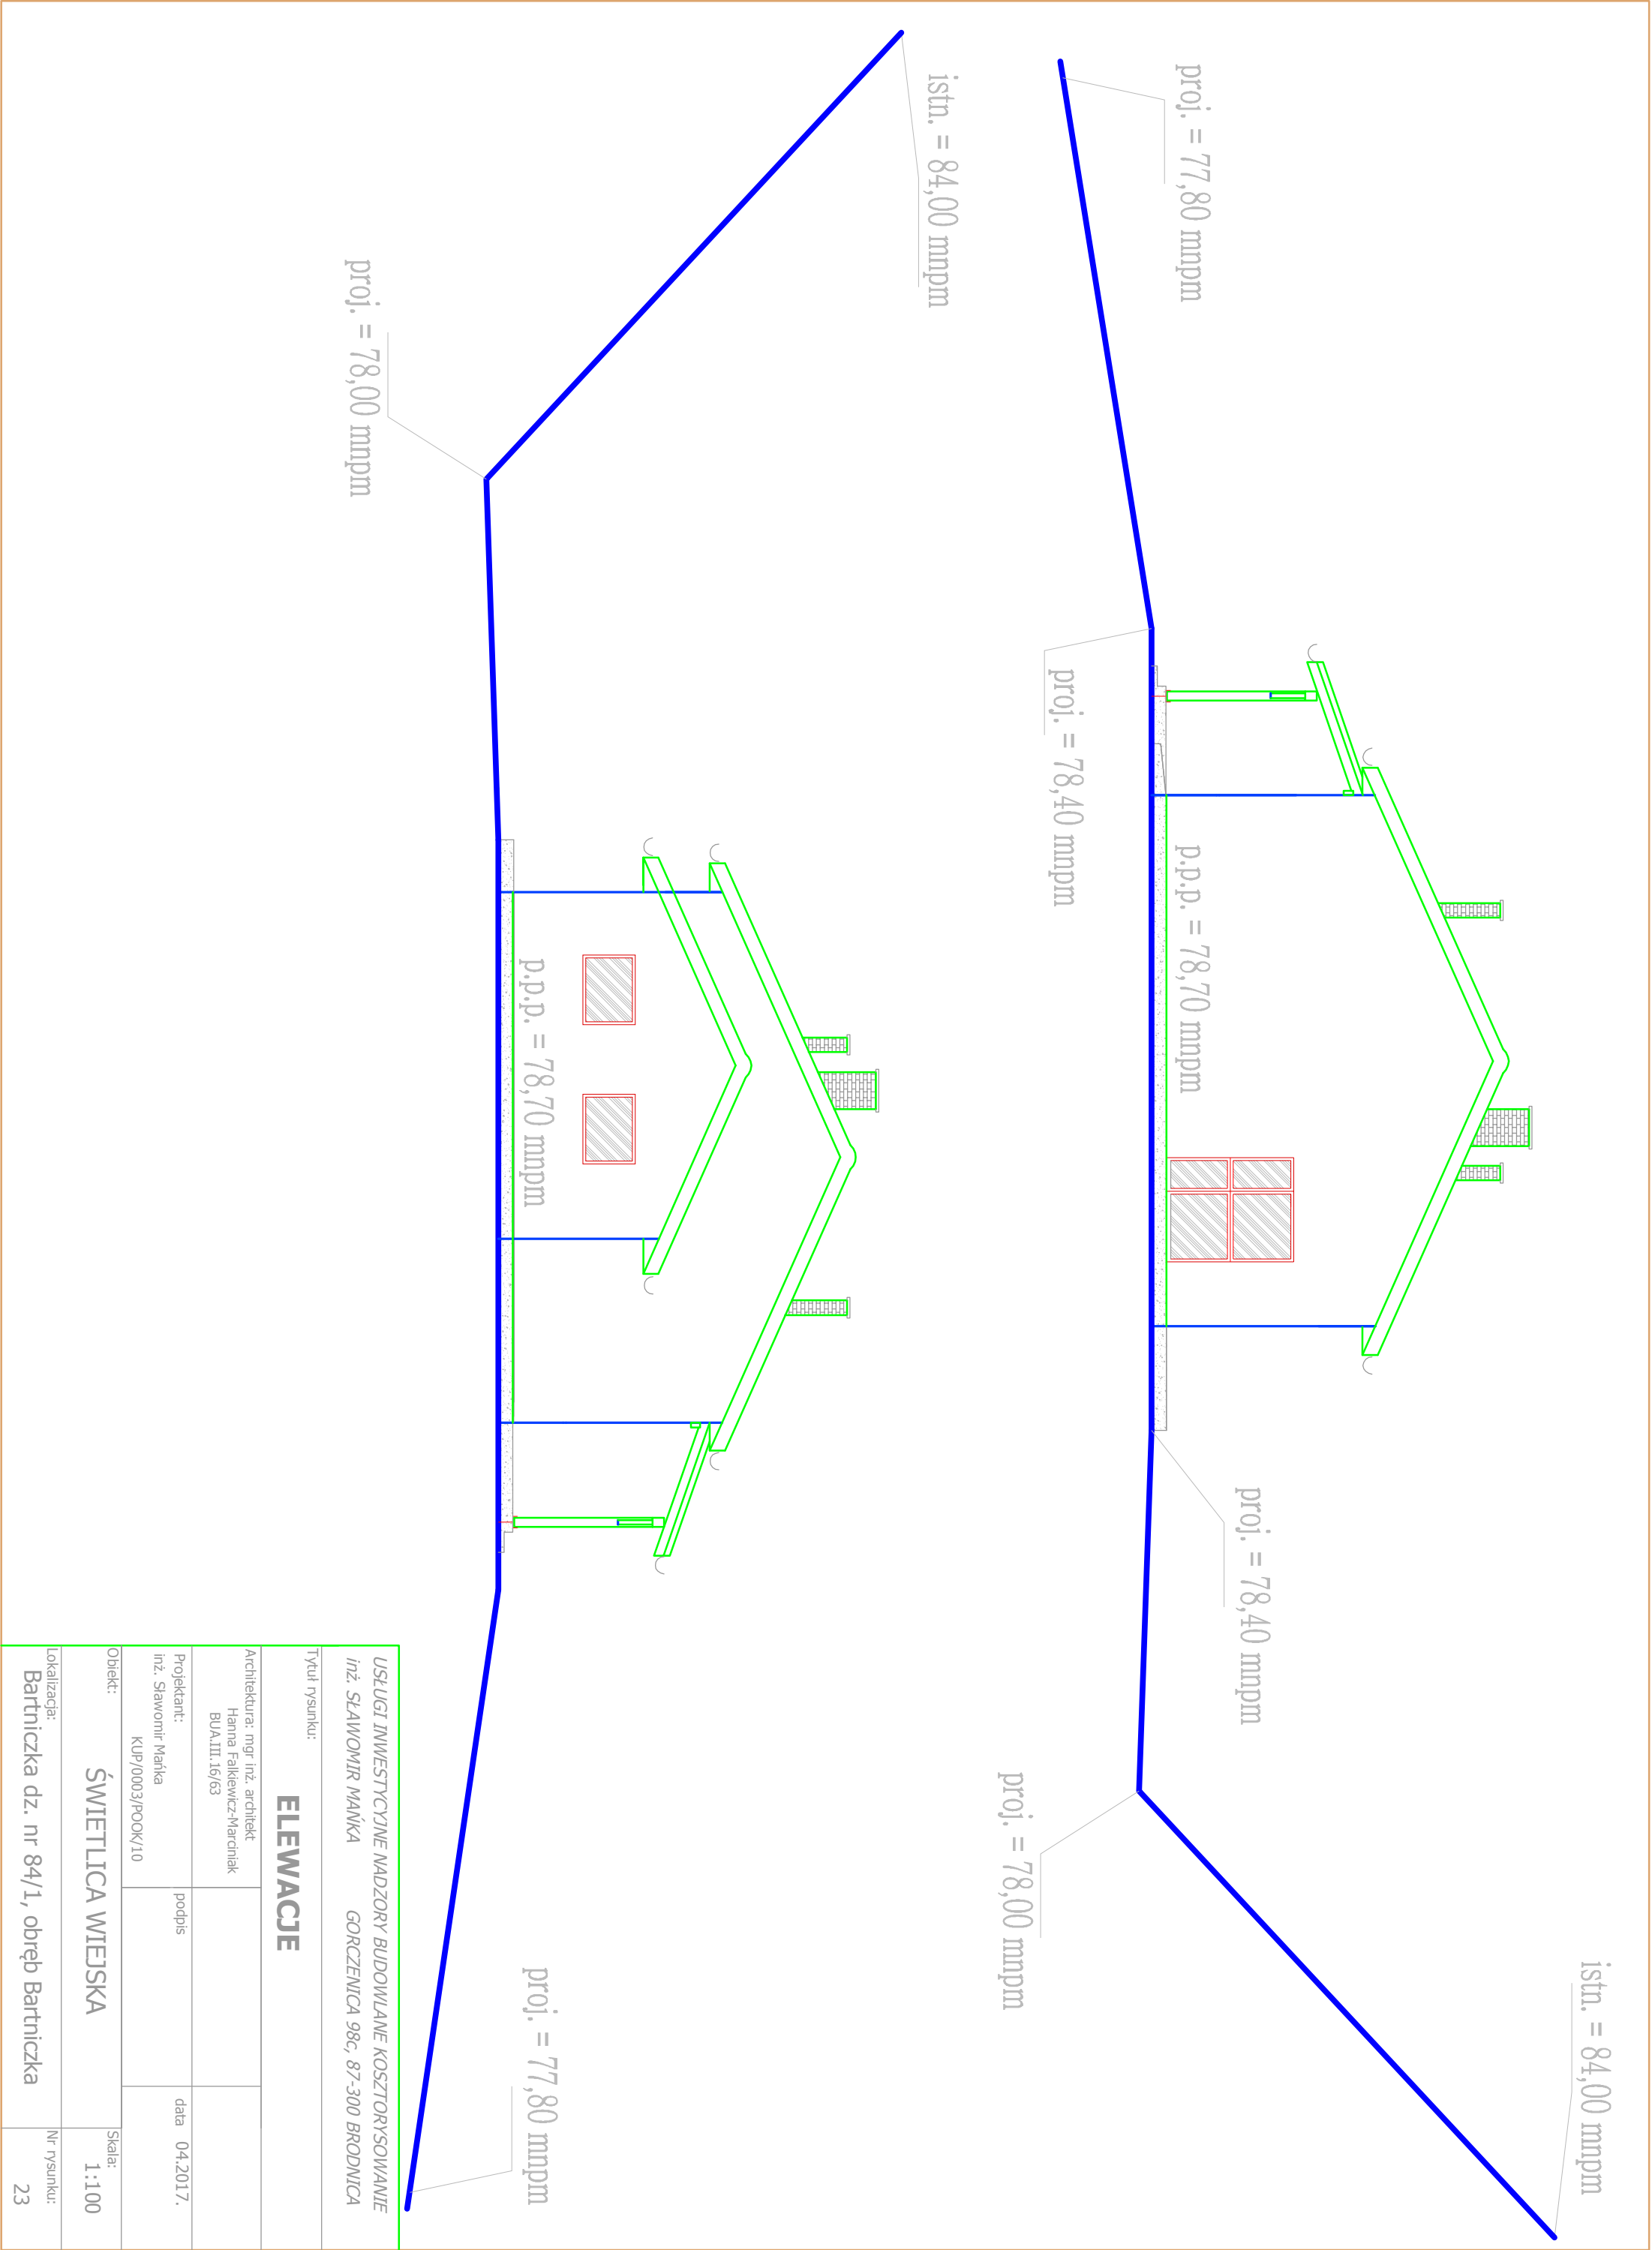 proj. = 77,80 mnpm
proj. = 78,40 mnpm
p.p.p. = 78,70 mnpm
proj. = 78,40 mnpm
proj. = 78,00 mnpm
istn. = 84,00 mnpm
istn. = 84,00 mnpm
proj. = 78,00 mnpm
p.p.p. = 78,70 mnpm
proj. = 77,80 mnpm
USŁUGI INWESTYCYJNE NADZORY BUDOWLANE KOSZTORYSOWANIE
inż. SŁAWOMIR MAŃKA GORCZENICA 98c, 87-300 BRODNICA
Tytuł rysunku:
ELEWACJE
Architektura: mgr inż. architekt
Hanna Falkiewicz-Marciniak
BUA.III.16/63
Projektant:
inż. Sławomir Mańka
KUP/0003/POOK/10
podpis
data 04.2017.
Obiekt:
ŚWIETLICA WIEJSKA
Skala:
1:100
Lokalizacja:
Bartniczka dz. nr 84/1, obręb Bartniczka
Nr rysunku:
23